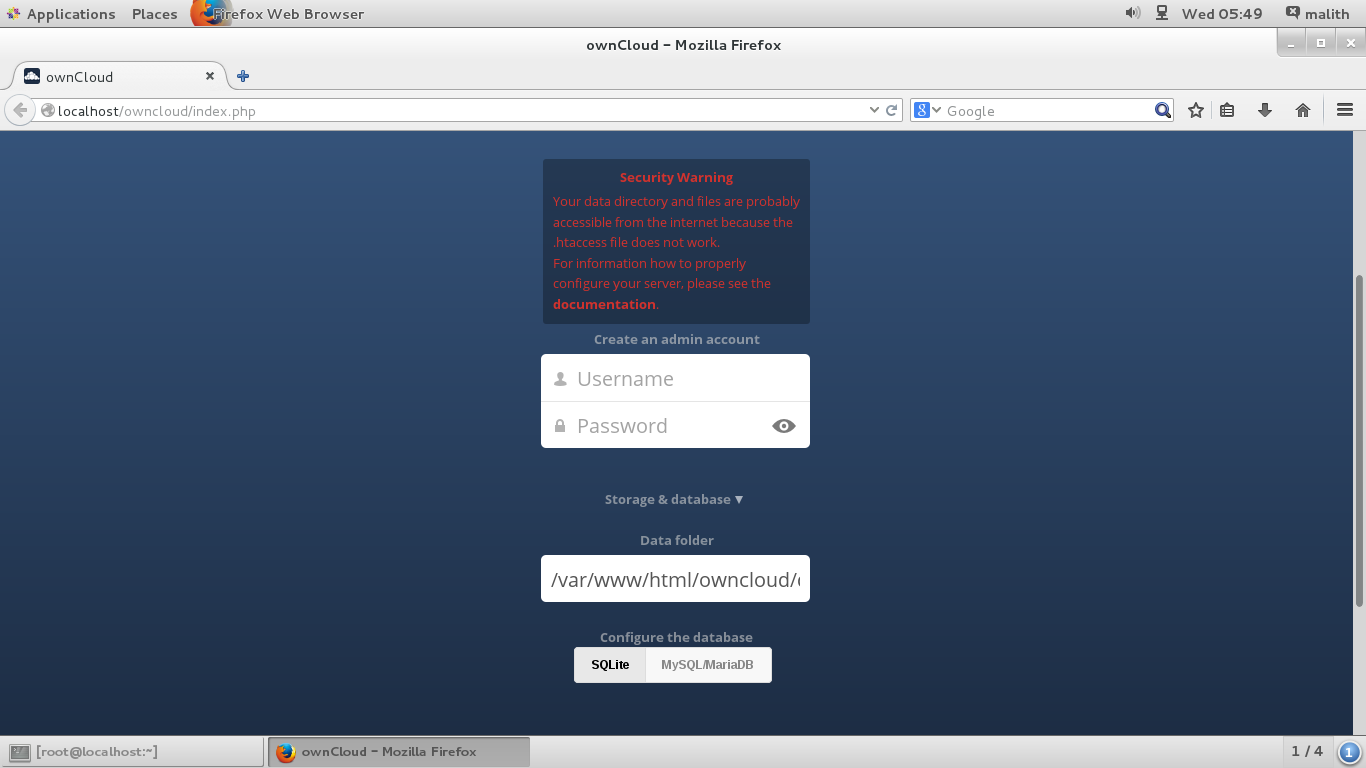 Applications Places Firefox Web Browser Wed 05:49 malith
ownCloud - Mozilla Firefox
ownCloud
localhost/owncloud/index.php Google
Security Warning
Your data directory and files are probably
accessible from the internet because the
.htaccess file does not work.
For information how to properly
configure your server, please see the
documentation.
Create an admin account
Username
Password
Storage & database ▼
Data folder
/var/www/html/owncloud/
Configure the database
SQLite MySQL/MariaDB
[root@localhost:~] ownCloud - Mozilla Firefox 1 / 4 1